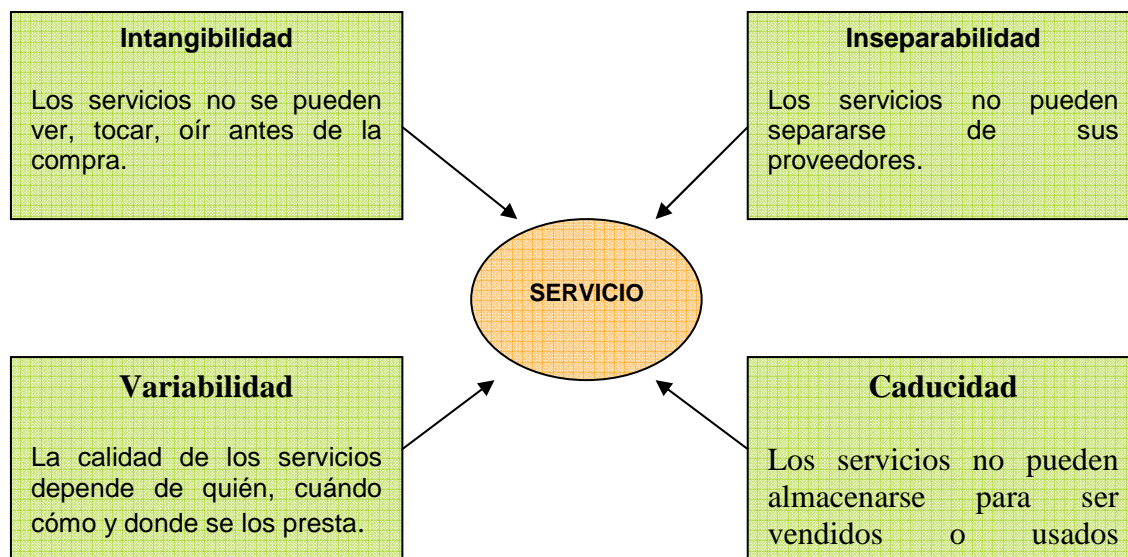 Intangibilidad
Los servicios no se pueden
ver, tocar, oír antes de la
compra.
Inseparabilidad
Los servicios no pueden
separarse de sus
proveedores.
SERVICIO
Variabilidad
La calidad de los servicios
depende de quién, cuándo
cómo y donde se los presta.
Caducidad
Los servicios no pueden
almacenarse para ser
vendidos o usados